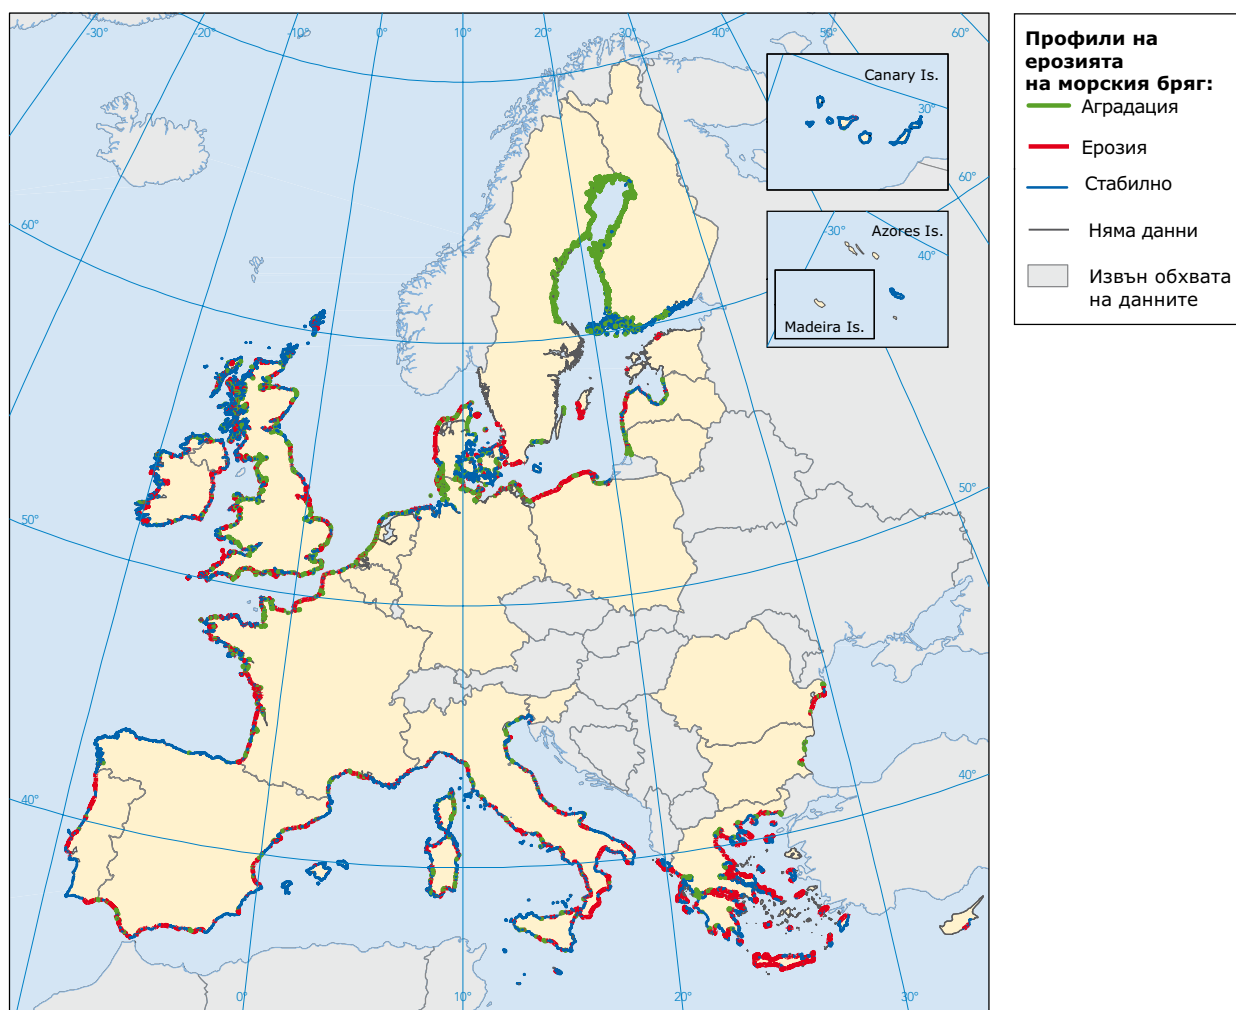 -30°
-20°
-10°
0°
10°
20°
30°
40°
50°
60°
Canary Is.
30°
60°
60°
Azores Is.
-30°
40°
Madeira Is.
50°
50°
40°
40°
0°
10°
20°
30°
Профили на
ерозията
на морския бряг:
Аградация
Ерозия
Стабилно
Няма данни
Извън обхвата
на данните